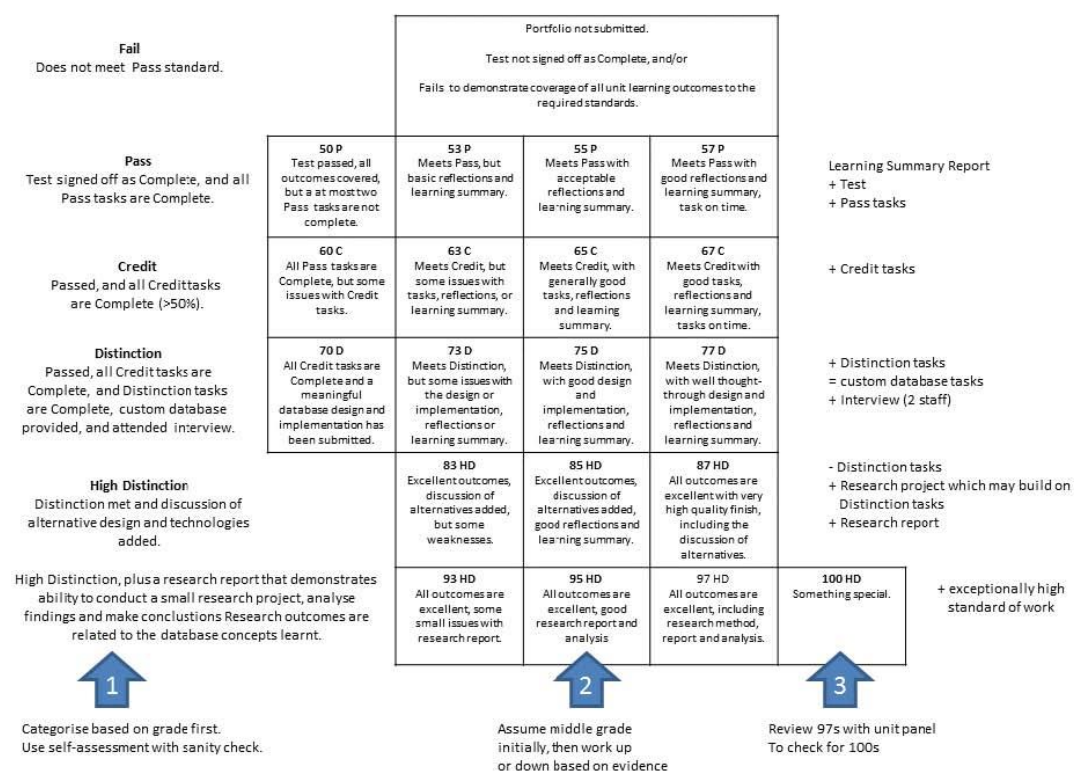 Fail
Does not meet Pass standard.
Portfolio not submitted.
Test not signed off as Complete, and/or
Fails to demonstrate coverage of all unit learning outcomes to the
required standards.
Pass
Test signed off as Complete, and all
Pass tasks are Complete.
50 P
Test passed, all
outcomes covered,
but a at most two
Pass tasks are not
complete.
53 P
Meets Pass, but
basic reflections and
learning summary.
55 P
Meets Pass with
acceptable
reflections and
learning summary.
57 P
Meets Pass with
good reflections and
learning summary,
task on time.
Learning Summary Report
+ Test
+ Pass tasks
Credit
Passed, and all Credit tasks
are Complete (>50%).
60 C
All Pass tasks are
Complete, but some
issues with Credit
tasks.
63 C
Meets Credit, but
some issues with
tasks, reflections, or
learning summary.
65 C
Meets Credit, with
generally good
tasks, reflections
and learning
summary.
67 C
Meets Credit with
good tasks,
reflections and
learning summary,
tasks on time.
+ Credit tasks
Distinction
Passed, all Credit tasks are
Complete, and Distinction tasks
are Complete, custom database
provided, and attended interview.
70 D
All Credit tasks are
Complete and a
meaningful
database design and
implementation has
been submitted.
73 D
Meets Distinction,
but some issues with
the design or
implementation,
reflections or
learning summary.
75 D
Meets Distinction,
with good design
and
implementation,
reflections and
learning summary.
77 D
Meets Distinction,
with well thought-
through design and
implementation,
reflections and
learning summary.
+ Distinction tasks
= custom database tasks
+ Interview (2 staff)
High Distinction
Distinction met and discussion of
alternative design and technologies
added.
83 HD
Excellent outcomes,
discussion of
alternatives added,
but some
weaknesses.
85 HD
Excellent outcomes,
discussion of
alternatives added,
good reflections and
learning summary.
87 HD
All outcomes are
excellent with very
high quality finish,
including the
discussion of
alternatives.
- Distinction tasks
+ Research project which may build on
Distinction tasks
+ Research report
High Distinction, plus a research report that demonstrates
ability to conduct a small research project, analyse
findings and make conclustions Research outcomes are
related to the database concepts learnt.
93 HD
All outcomes are
excellent, some
small issues with
research report.
95 HD
All outcomes are
excellent, good
research report and
analysis
97 HD
All outcomes are
excellent, including
research method,
report and analysis.
100 HD
Something special.
+ exceptionally high
standard of work
1
2
3
Categorise based on grade first.
Use self-assessment with sanity check.
Assume middle grade
initially, then work up
or down based on evidence
Review 97s with unit panel
To check for 100s